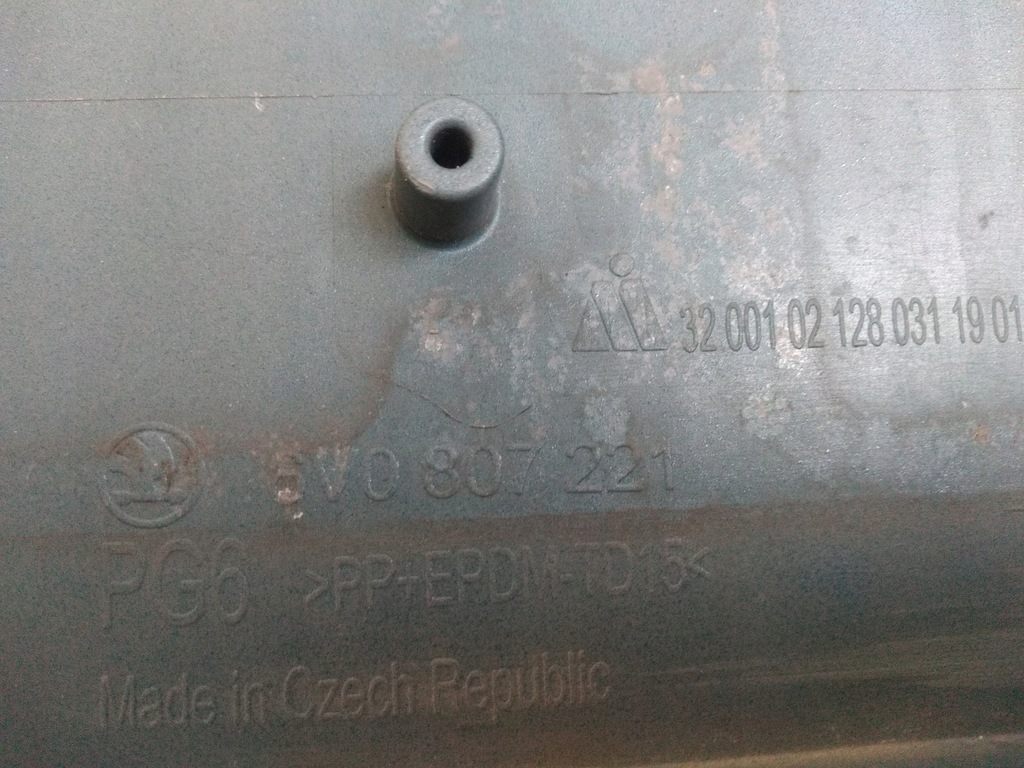 32 001 02 128 031 19 01
6V0 807 221
PG6 >PP+EPDM-TD15<
Made in Czech Republic